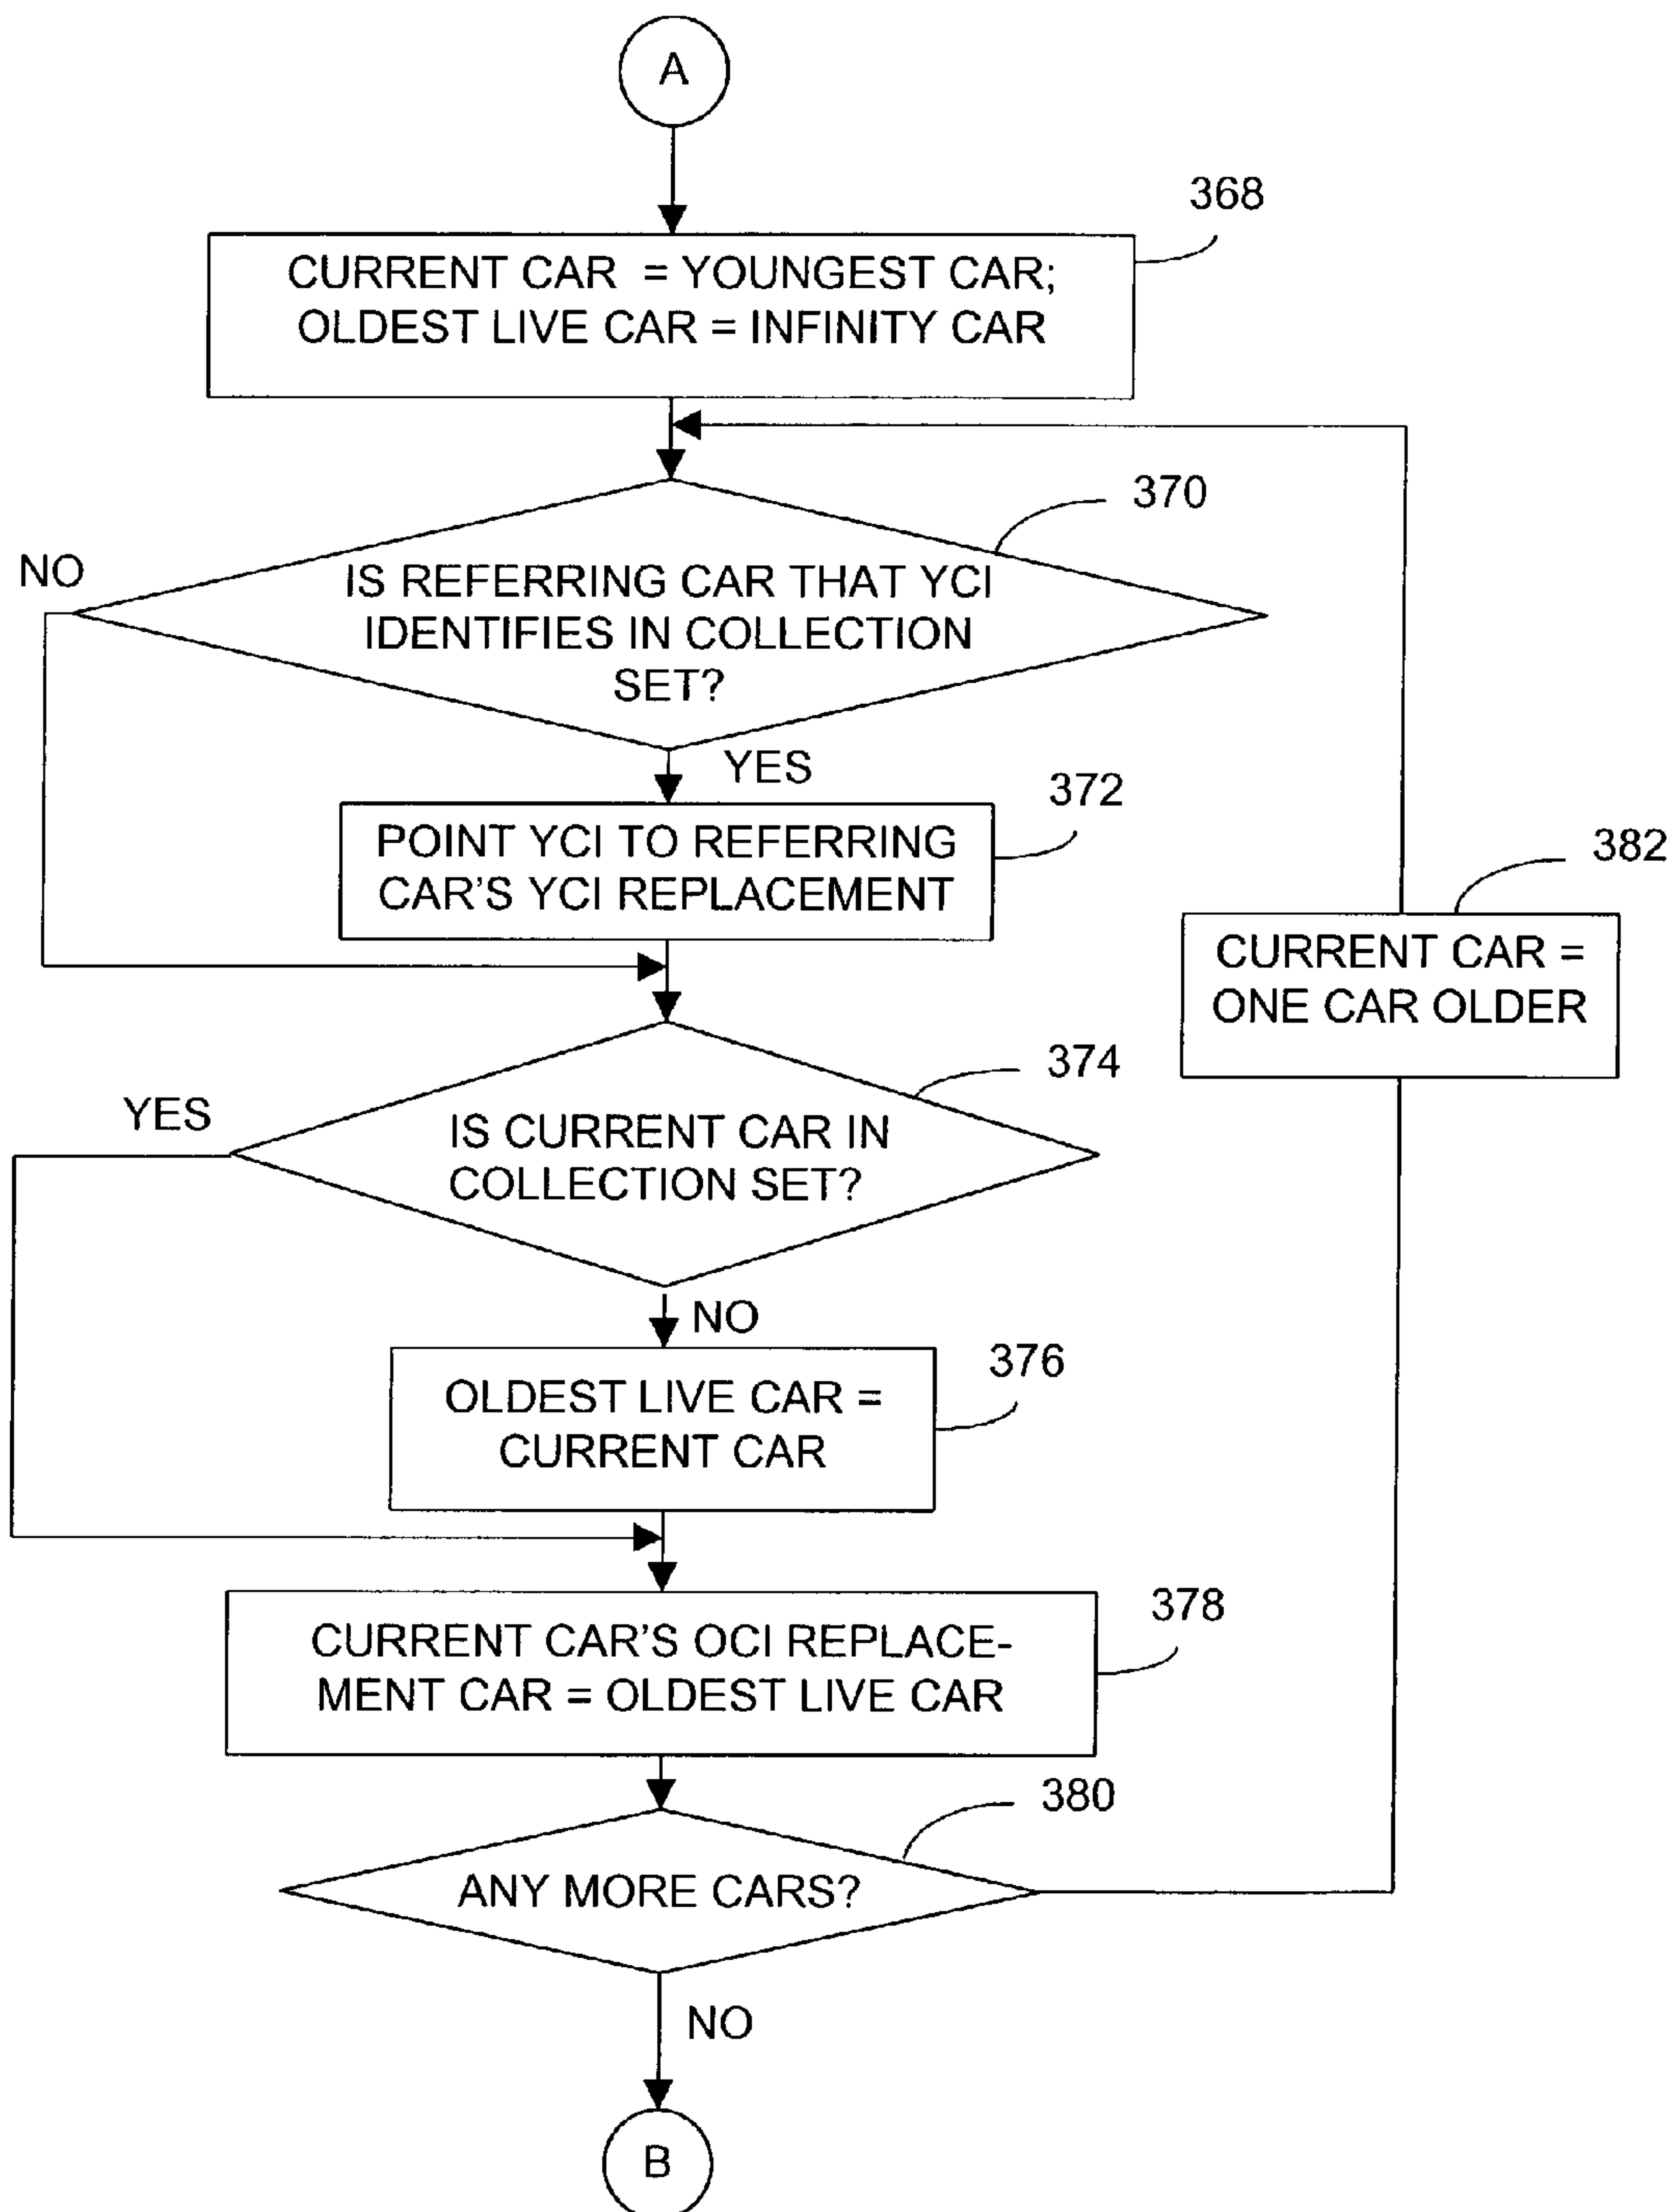 A
368
CURRENT CAR = YOUNGEST CAR;
OLDEST LIVE CAR = INFINITY CAR
370
NO
IS REFERRING CAR THAT YCI
IDENTIFIES IN COLLECTION
SET?
YES
372
POINT YCI TO REFERRING
CAR'S YCI REPLACEMENT
382
CURRENT CAR =
ONE CAR OLDER
374
YES
IS CURRENT CAR IN
COLLECTION SET?
NO
376
OLDEST LIVE CAR =
CURRENT CAR
378
CURRENT CAR'S OCI REPLACE-
MENT CAR = OLDEST LIVE CAR
380
ANY MORE CARS?
NO
B